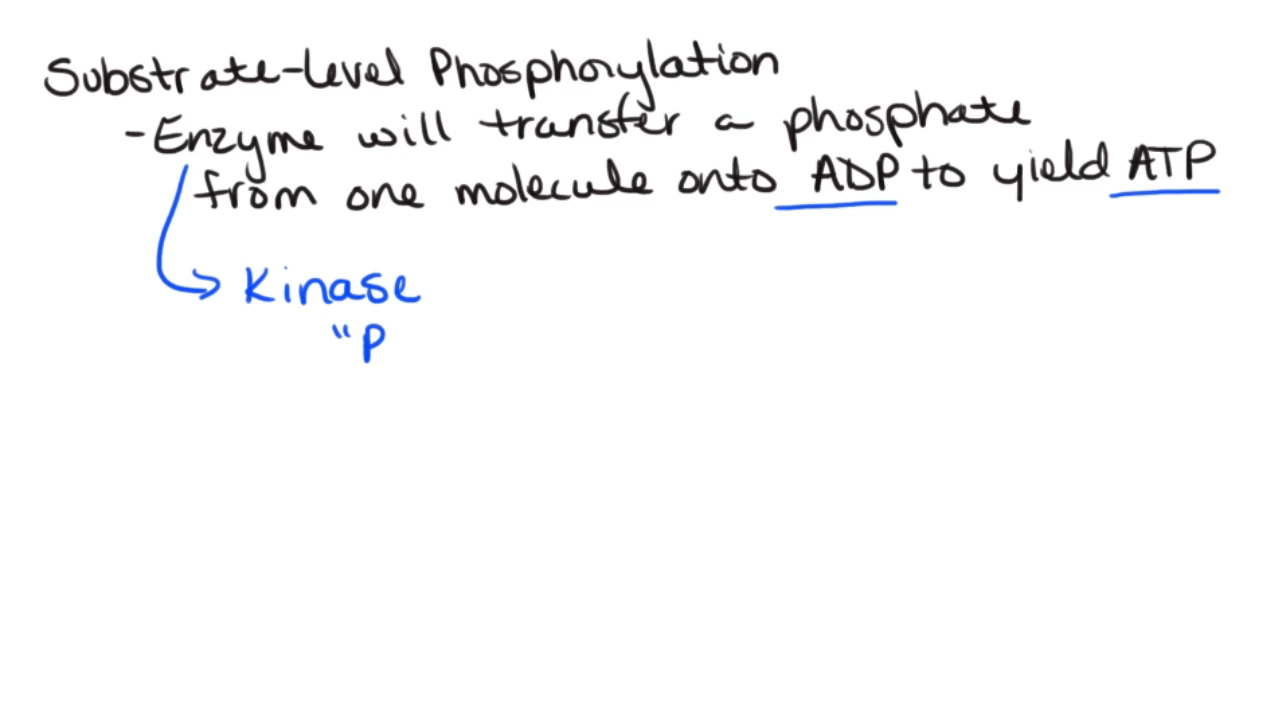 Substrate-level Phosphorylation
-Enzyme will transfer a phosphate
from one molecule onto ADP to yield ATP
Kinase
"P